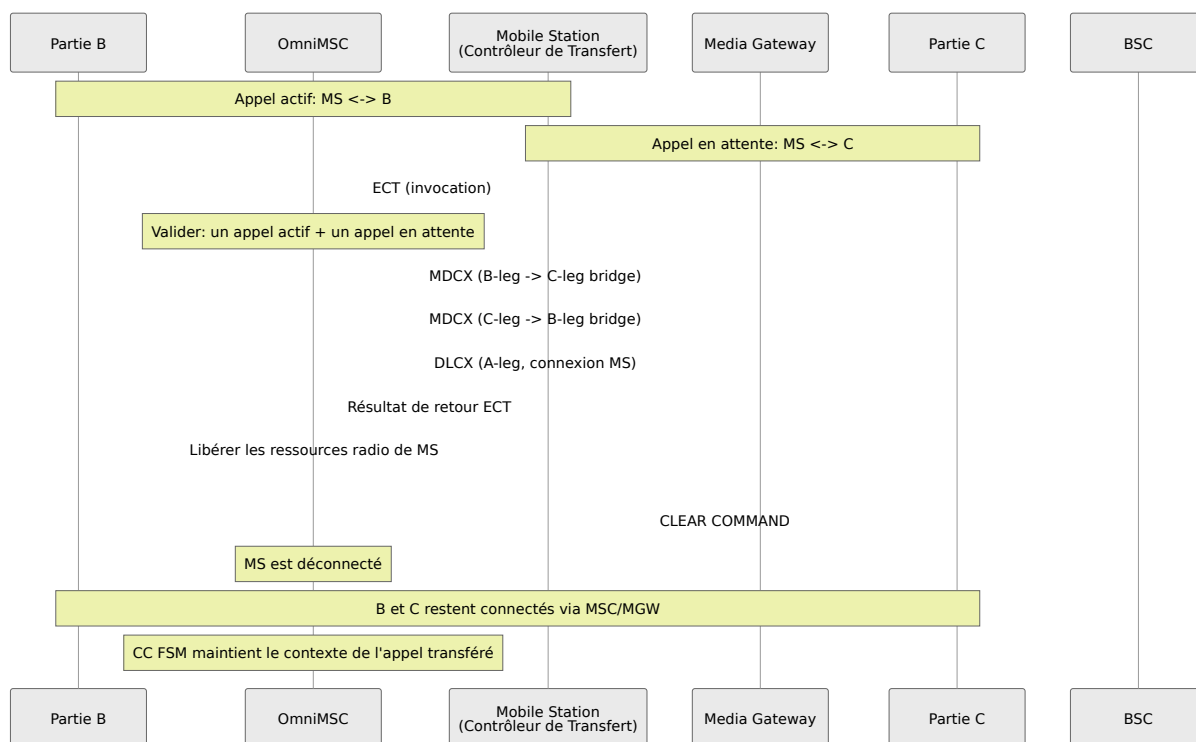 Partie B
OmniMSC
Mobile Station
(Contrôleur de Transfert)
Media Gateway
Partie C
BSC
Appel actif: MS <-> B
Appel en attente: MS <-> C
ECT (invocation)
Valider: un appel actif + un appel en attente
MDCX (B-leg -> C-leg bridge)
MDCX (C-leg -> B-leg bridge)
DLCX (A-leg, connexion MS)
Résultat de retour ECT
Libérer les ressources radio de MS
CLEAR COMMAND
MS est déconnecté
B et C restent connectés via MSC/MGW
CC FSM maintient le contexte de l'appel transféré
Partie B
OmniMSC
Mobile Station
(Contrôleur de Transfert)
Media Gateway
Partie C
BSC